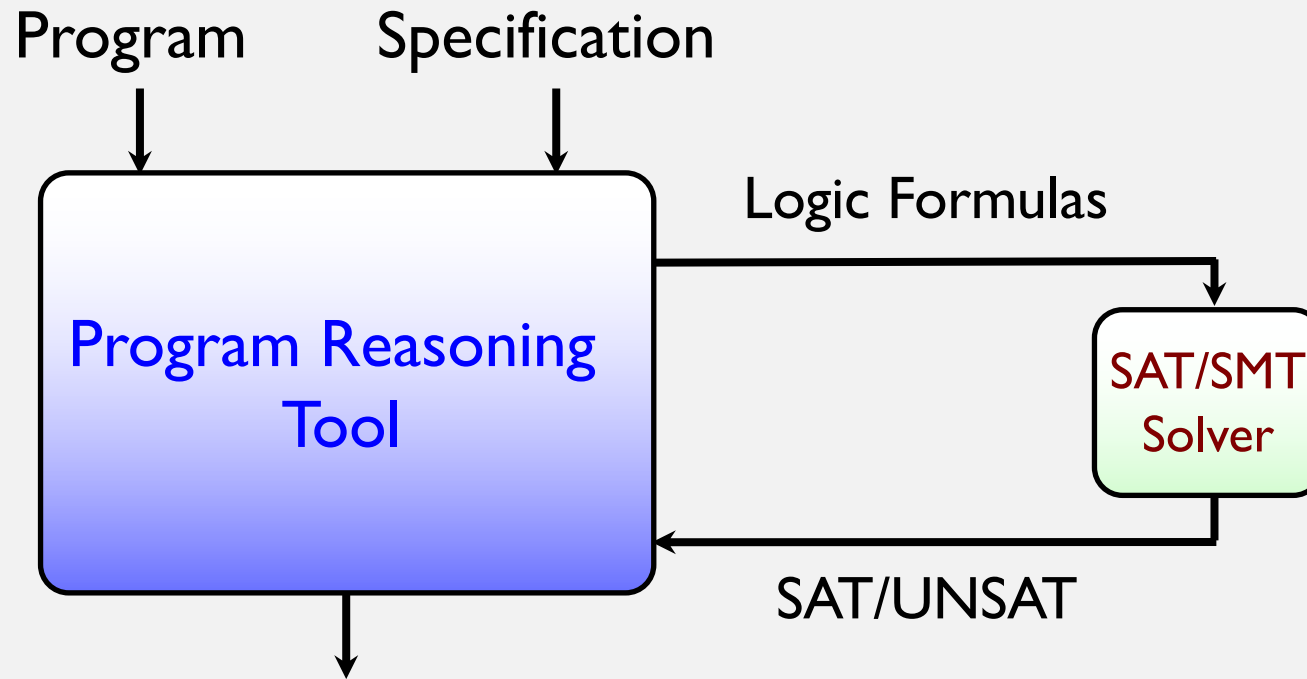 Program
Specification
Logic Formulas
Program Reasoning
Tool
SAT/SMT
Solver
SAT/UNSAT